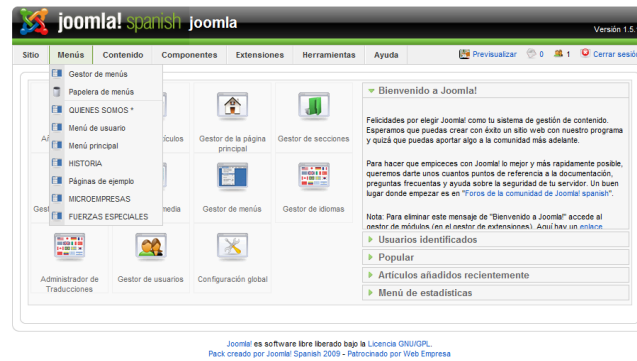 joomla! spanish joomla
Versión 1.5.
Sitio Menús Contenido Componentes Extensiones Herramientas Ayuda Previsualizar 0 1 Cerrar sesió
Gestor de menús
Papelera de menús
QUIENES SOMOS *
Menú de usuario
Menú principal
HISTORIA
Páginas de ejemplo
MICROEMPRESAS
FUERZAS ESPECIALES
Gestor de la página principal
Gestor de secciones
Gestor de menús
Gestor de idiomas
Administrador de Traducciones
Gestor de usuarios
Configuración global
Bienvenido a Joomla!
Felicidades por elegir Joomla! como tu sistema de gestión de contenido.
Esperamos que puedas crear con éxito un sitio web con nuestro programa
y quizá que puedas aportar algo a la comunidad más adelante.
Para hacer que empieces con Joomla! lo mejor y más rapidamente posible,
queremos darte unos cuantos puntos de referencia a la documentación,
preguntas frecuentes y ayuda sobre la seguridad de tu servidor. Un buen
lugar donde empezar es en "Foros de la comunidad de Joomla! spanish".
Nota: Para eliminar este mensaje de "Bienvenido a Joomla!" accede al
gestor de módulos (en el gestor de extensiones). Aquí hay un enlace
Usuarios identificados
Popular
Artículos añadidos recientemente
Menú de estadísticas
Joomla! es software libre liberado bajo la Licencia GNU/GPL.
Pack creado por Joomla! Spanish 2009 - Patrocinado por Web Empresa